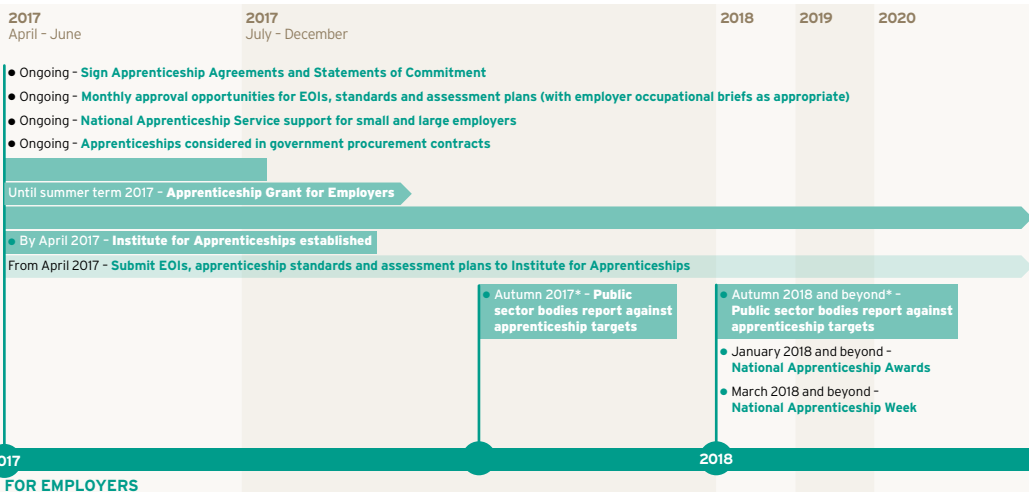 2017
April – June
2017
July – December
2018
2019
2020
● Ongoing – Sign Apprenticeship Agreements and Statements of Commitment
● Ongoing – Monthly approval opportunities for EOIs, standards and assessment plans (with employer occupational briefs as appropriate)
● Ongoing – National Apprenticeship Service support for small and large employers
● Ongoing – Apprenticeships considered in government procurement contracts
Until summer term 2017 – Apprenticeship Grant for Employers
● By April 2017 – Institute for Apprenticeships established
From April 2017 – Submit EOIs, apprenticeship standards and assessment plans to Institute for Apprenticeships
● Autumn 2017* – Public
sector bodies report against
apprenticeship targets
● Autumn 2018 and beyond* –
Public sector bodies report against
apprenticeship targets
● January 2018 and beyond –
National Apprenticeship Awards
● March 2018 and beyond –
National Apprenticeship Week
017
2018
FOR EMPLOYERS